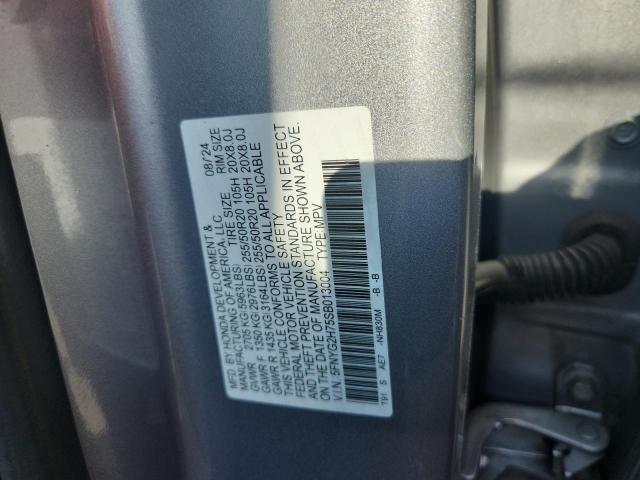 MFD BY HONDA DEVELOPMENT & 08/24
MANUFACTURING OF AMERICA, LLC
TIRE SIZE RIM SIZE
GVWR 2705 KG(5963LBS)
GAWR F 1350 KG(2976LBS) 255/50R20 105H 20X8.0J
GAWR R 1435 KG(3164LBS) 255/50R20 105H 20X8.0J
THIS VEHICLE CONFORMS TO ALL APPLICABLE
FEDERAL MOTOR VEHICLE SAFETY
AND THEFT PREVENTION STANDARDS IN EFFECT
ON THE DATE OF MANUFACTURE SHOWN ABOVE.
V.I.N. 5FNYG2H75SB013004 TYPE:MPV
T91 S AE7 -NH830M -B -B